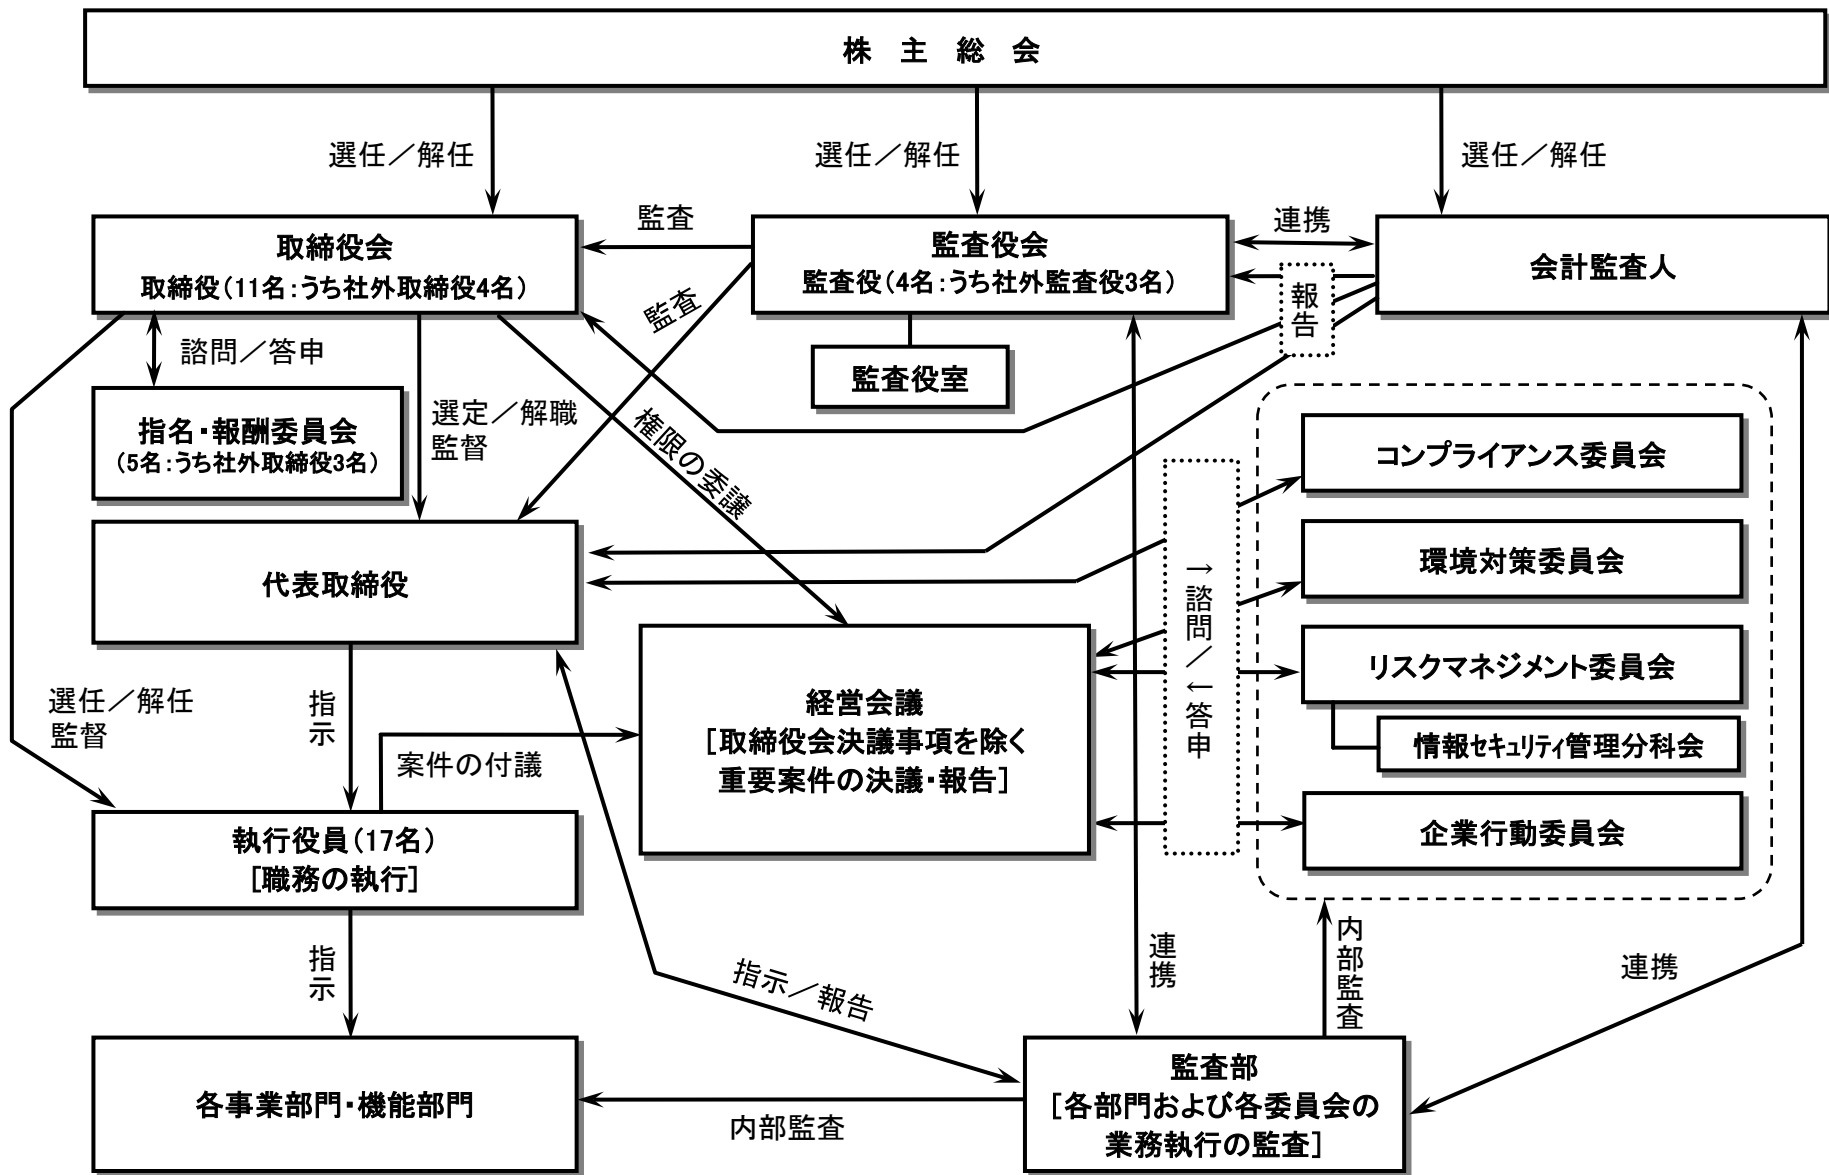 株 主 総 会
選任／解任
選任／解任
選任／解任
取締役会
取締役（11名：うち社外取締役4名）
監査
監査役会
監査役（4名：うち社外監査役3名）
連携
会計監査人
報告
監査
諮問／答申
監査役室
指名・報酬委員会
（5名：うち社外取締役3名）
選定／解職
監督
権限の委譲
コンプライアンス委員会
代表取締役
環境対策委員会
→諮問／←答申
リスクマネジメント委員会
情報セキュリティ管理分科会
企業行動委員会
経営会議
[取締役会決議事項を除く
重要案件の決議・報告]
選任／解任
監督
指示
案件の付議
執行役員（17名）
[職務の執行]
指示
指示／報告
連携
内部監査
連携
各事業部門・機能部門
内部監査
監査部
[各部門および各委員会の
業務執行の監査]